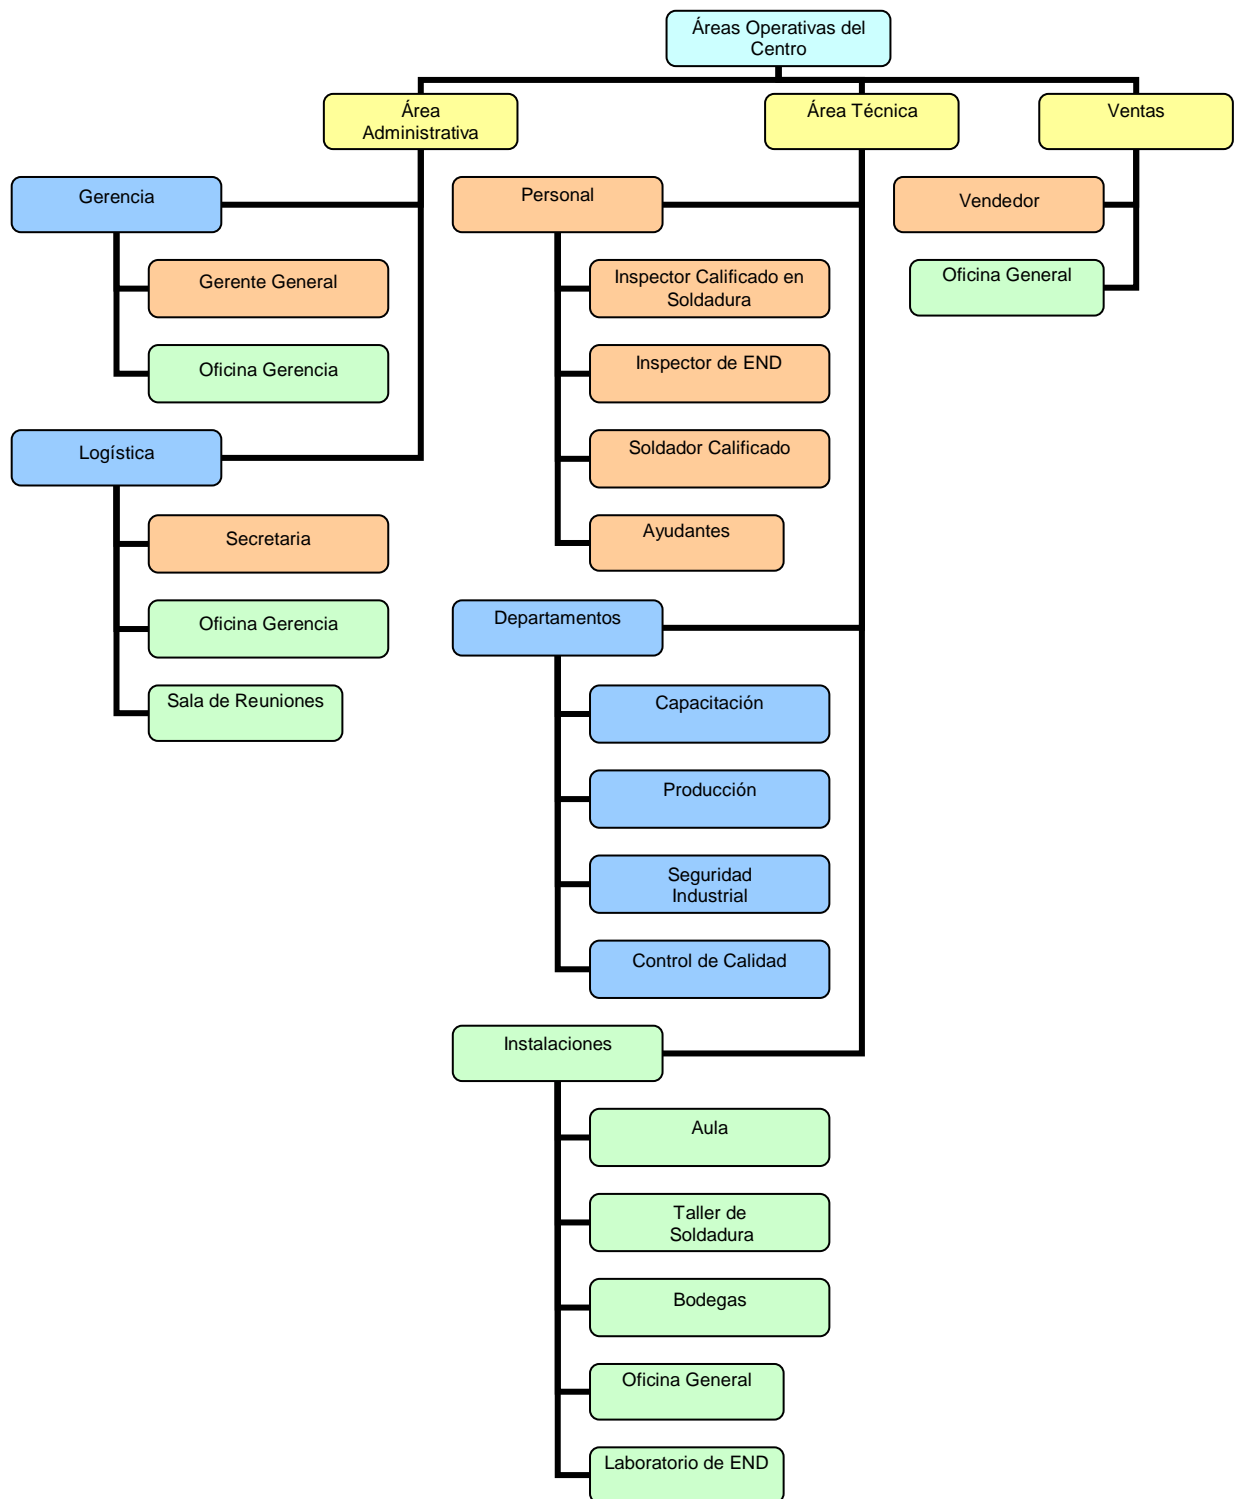 Áreas Operativas del
Centro
Área
Administrativa
Área Técnica
Ventas
Gerencia
Gerente General
Oficina Gerencia
Logística
Secretaria
Oficina Gerencia
Sala de Reuniones
Personal
Inspector Calificado en
Soldadura
Inspector de END
Soldador Calificado
Ayudantes
Departamentos
Capacitación
Producción
Seguridad
Industrial
Control de Calidad
Instalaciones
Aula
Taller de
Soldadura
Bodegas
Oficina General
Laboratorio de END
Vendedor
Oficina General